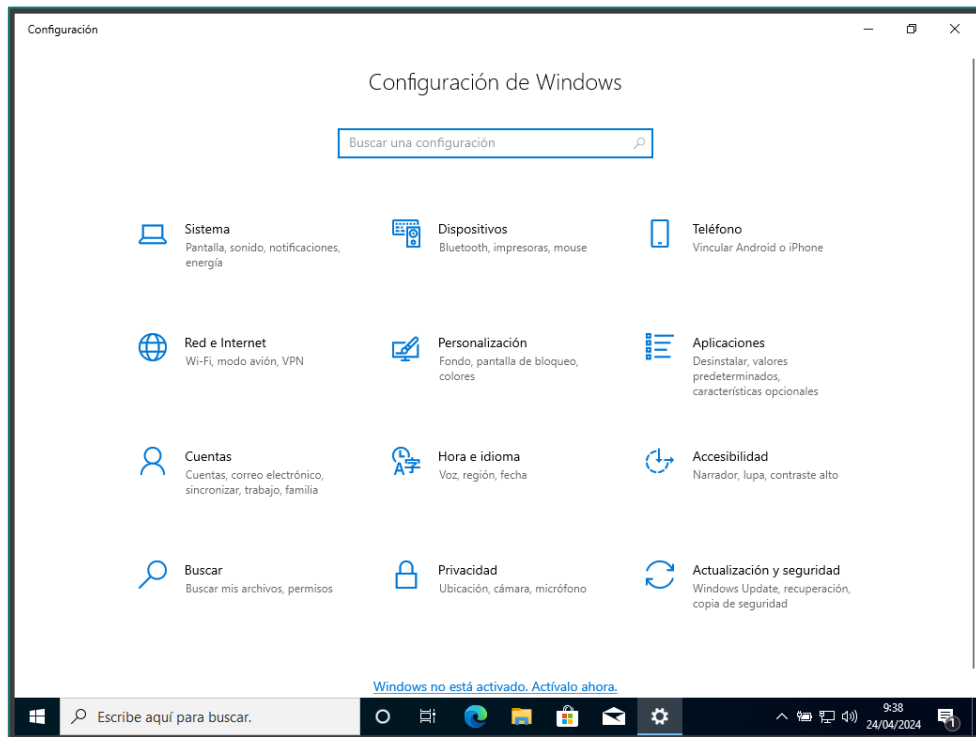 Configuración
Configuración de Windows
Buscar una configuración
Sistema
Pantalla, sonido, notificaciones,
energía
Dispositivos
Bluetooth, impresoras, mouse
Teléfono
Vincular Android o iPhone
Red e Internet
Wi-Fi, modo avión, VPN
Personalización
Fondo, pantalla de bloqueo,
colores
Aplicaciones
Desinstalar, valores
predeterminados,
características opcionales
Cuentas
Cuentas, correo electrónico,
sincronizar, trabajo, familia
Hora e idioma
Voz, región, fecha
Accesibilidad
Narrador, lupa, contraste alto
Buscar
Buscar mis archivos, permisos
Privacidad
Ubicación, cámara, micrófono
Actualización y seguridad
Windows Update, recuperación,
copia de seguridad
Windows no está activado. Actívalo ahora.
Escribe aquí para buscar.
9:38
24/04/2024
1